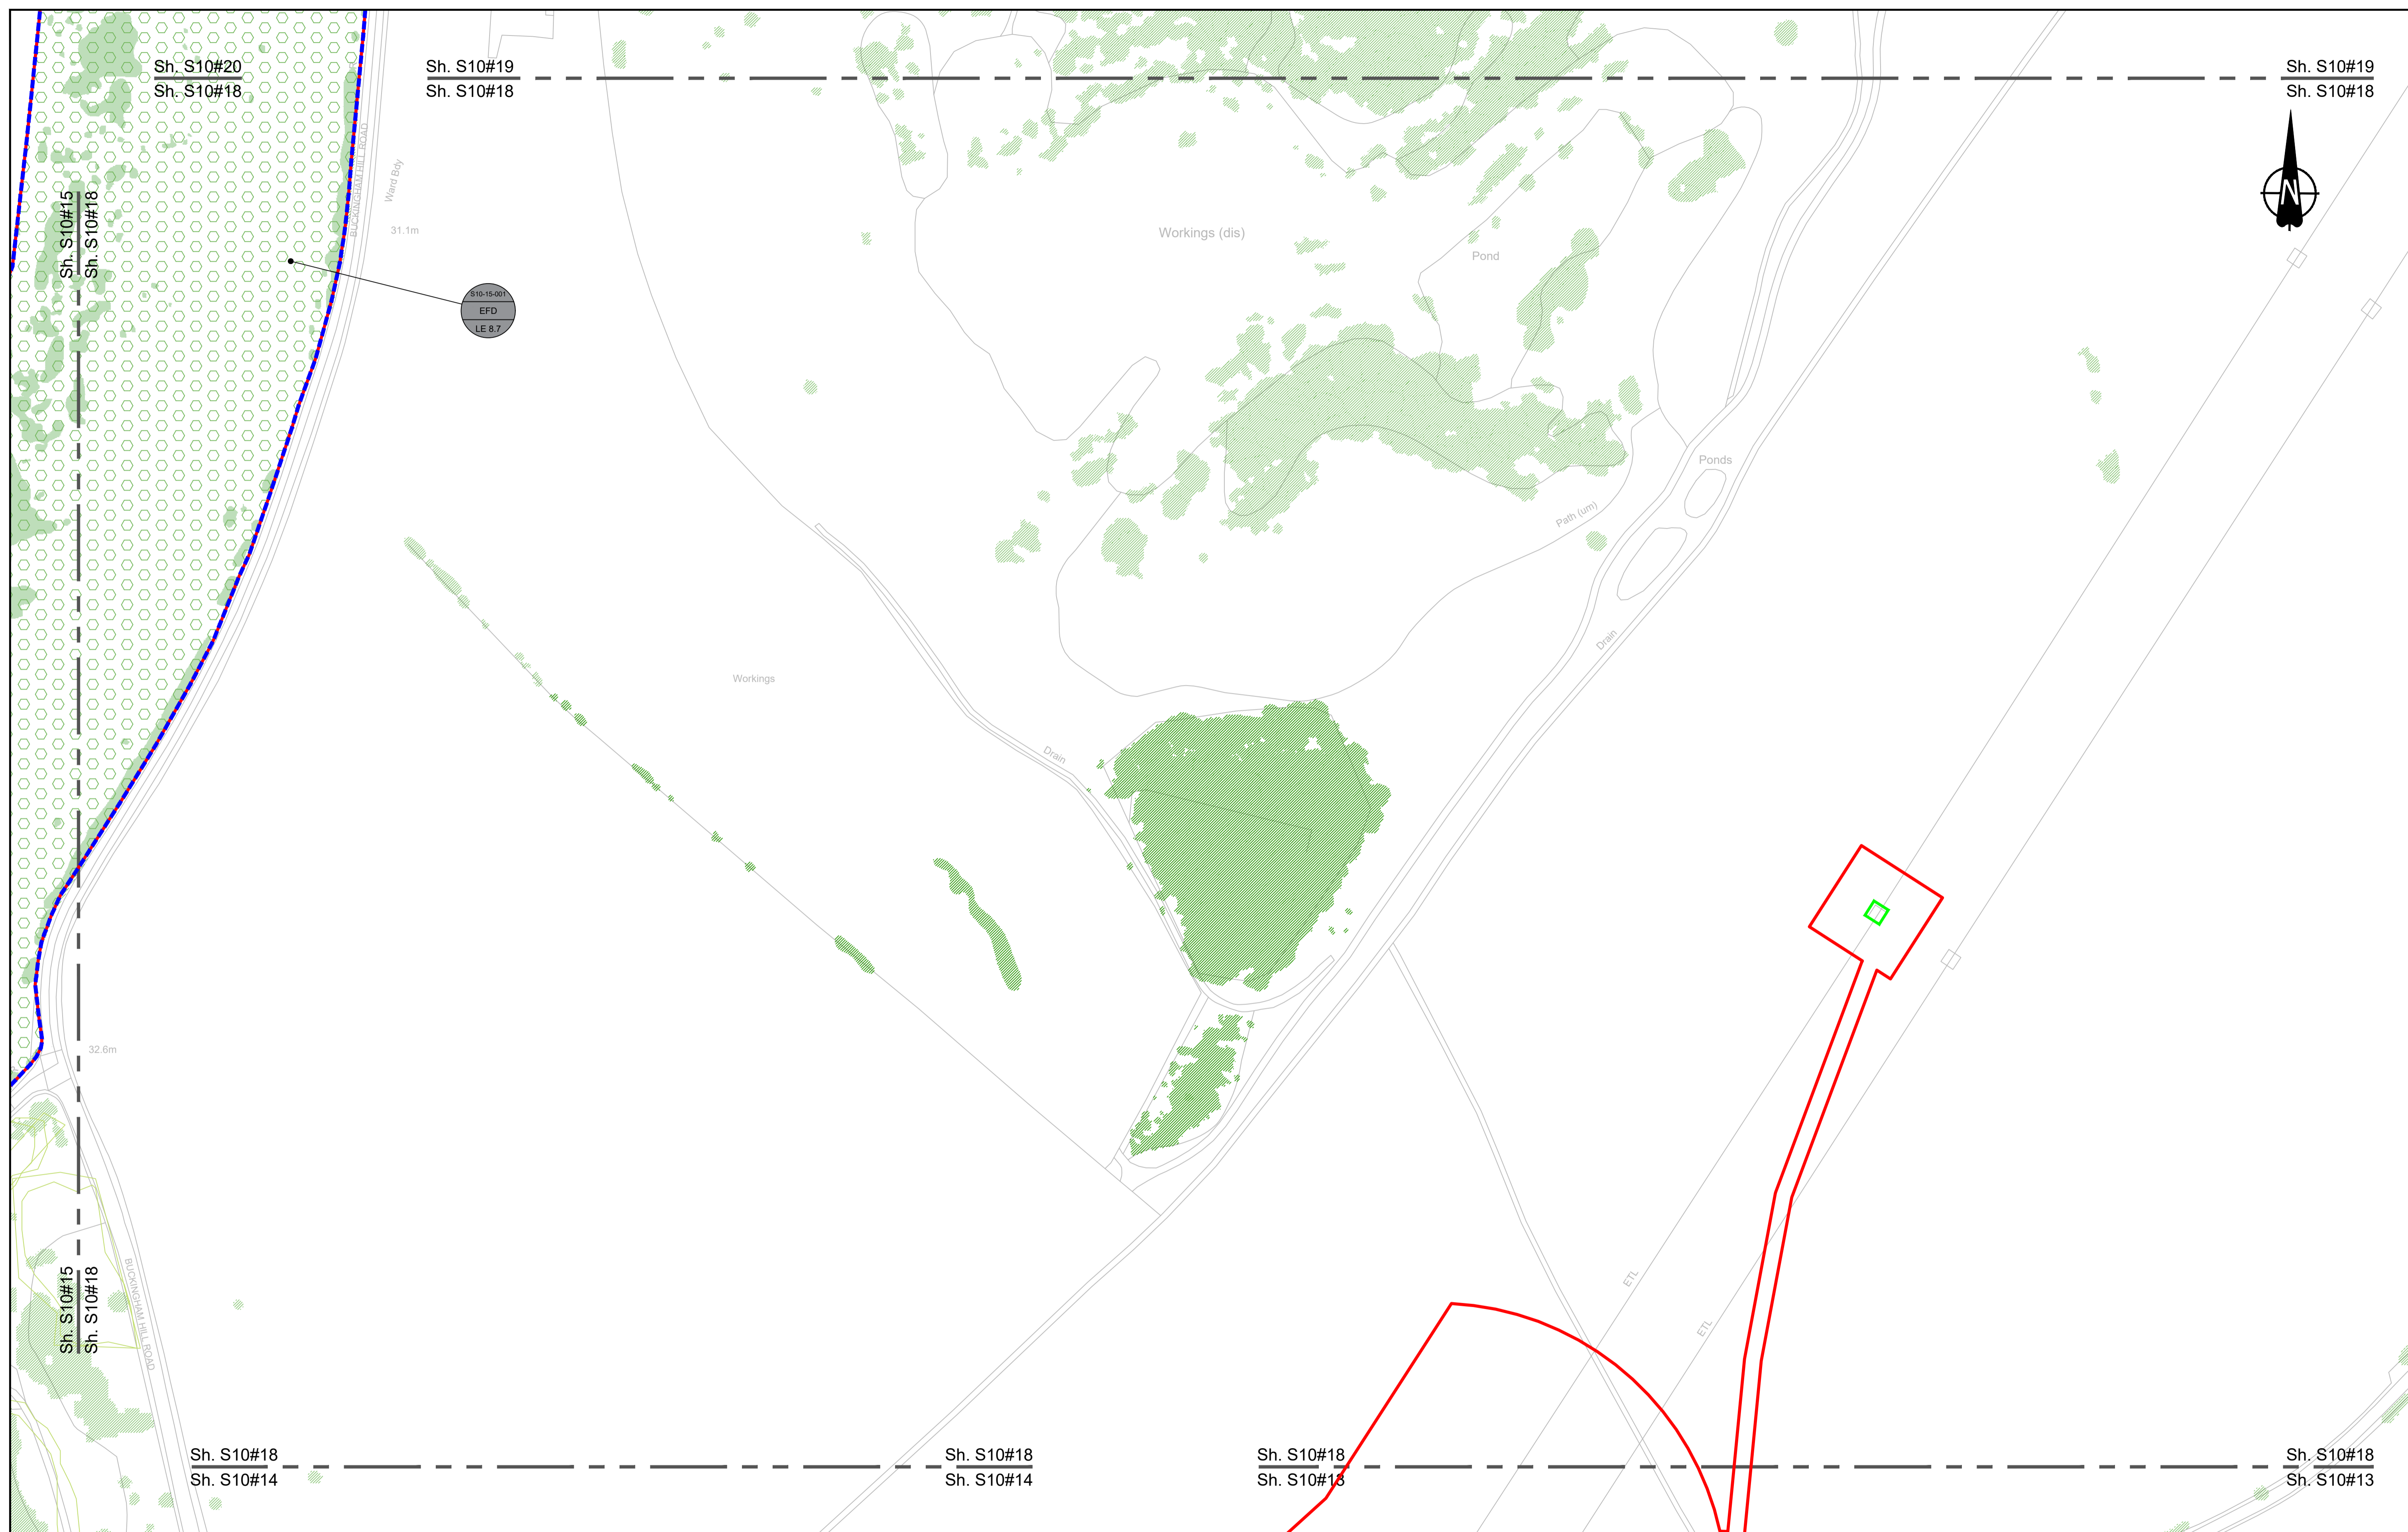 Sh. S10#20
Sh. S10#18
Sh. S10#19
Sh. S10#18
Sh. S10#19
Sh. S10#18
N
BUCKINGHAM HILL ROAD
Ward Bdy
Sh. S10#15
Sh. S10#18
31.1m
Workings (dis)
Pond
S10-15-001
EFD
LE 8.7
Ponds
Path (um)
Drain
Workings
Drain
32.6m
ETL
ETL
Sh. S10#15
Sh. S10#18
BUCKINGHAM HILL ROAD
Sh. S10#18
Sh. S10#14
Sh. S10#18
Sh. S10#14
Sh. S10#18
Sh. S10#13
Sh. S10#18
Sh. S10#13